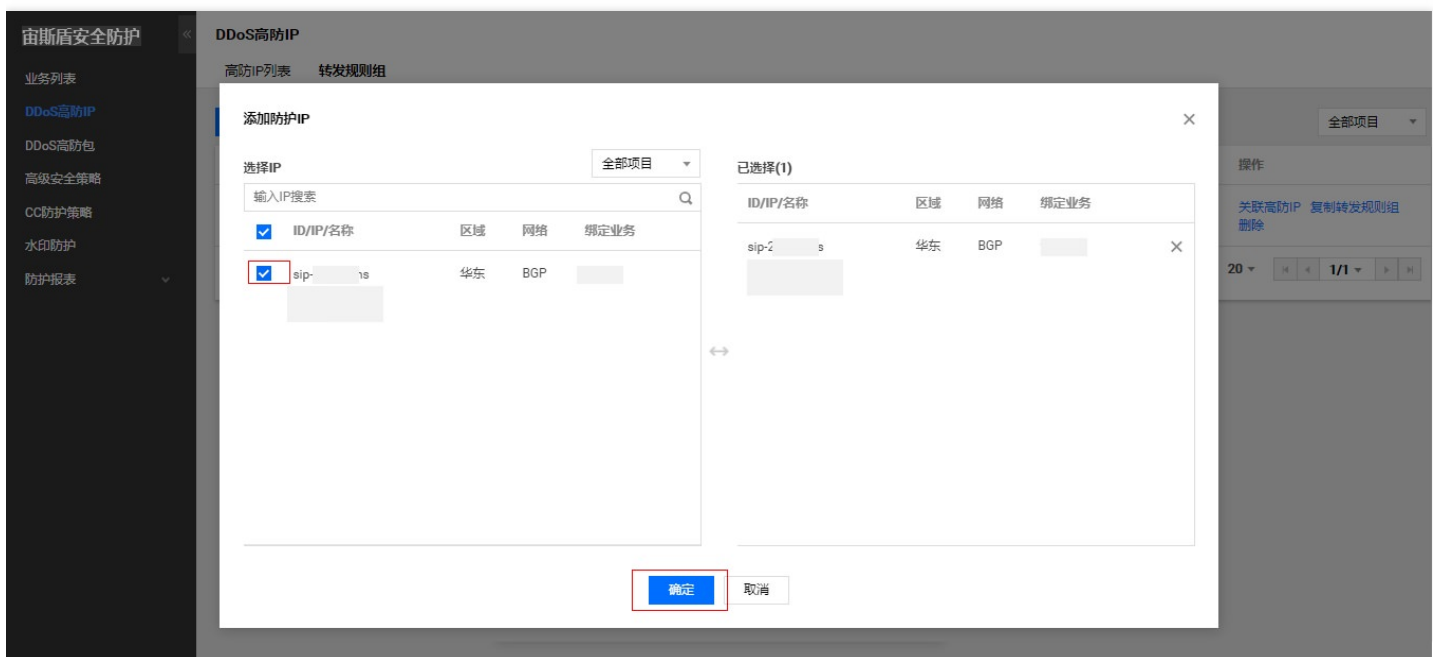 宙斯盾安全防护
业务列表
DDoS高防IP
DDoS高防包
高级安全策略
CC防护策略
水印防护
防护报表
DDoS高防IP
高防IP列表 转发规则组
全部项目
操作
关联高防IP 复制转发规则组
删除
20 1/1
添加防护IP
选择IP 全部项目
输入IP搜索
ID/IP/名称 区域 网络 绑定业务
sip- ns 华东 BGP
已选择(1)
ID/IP/名称 区域 网络 绑定业务
sip-2 s 华东 BGP
确定 取消